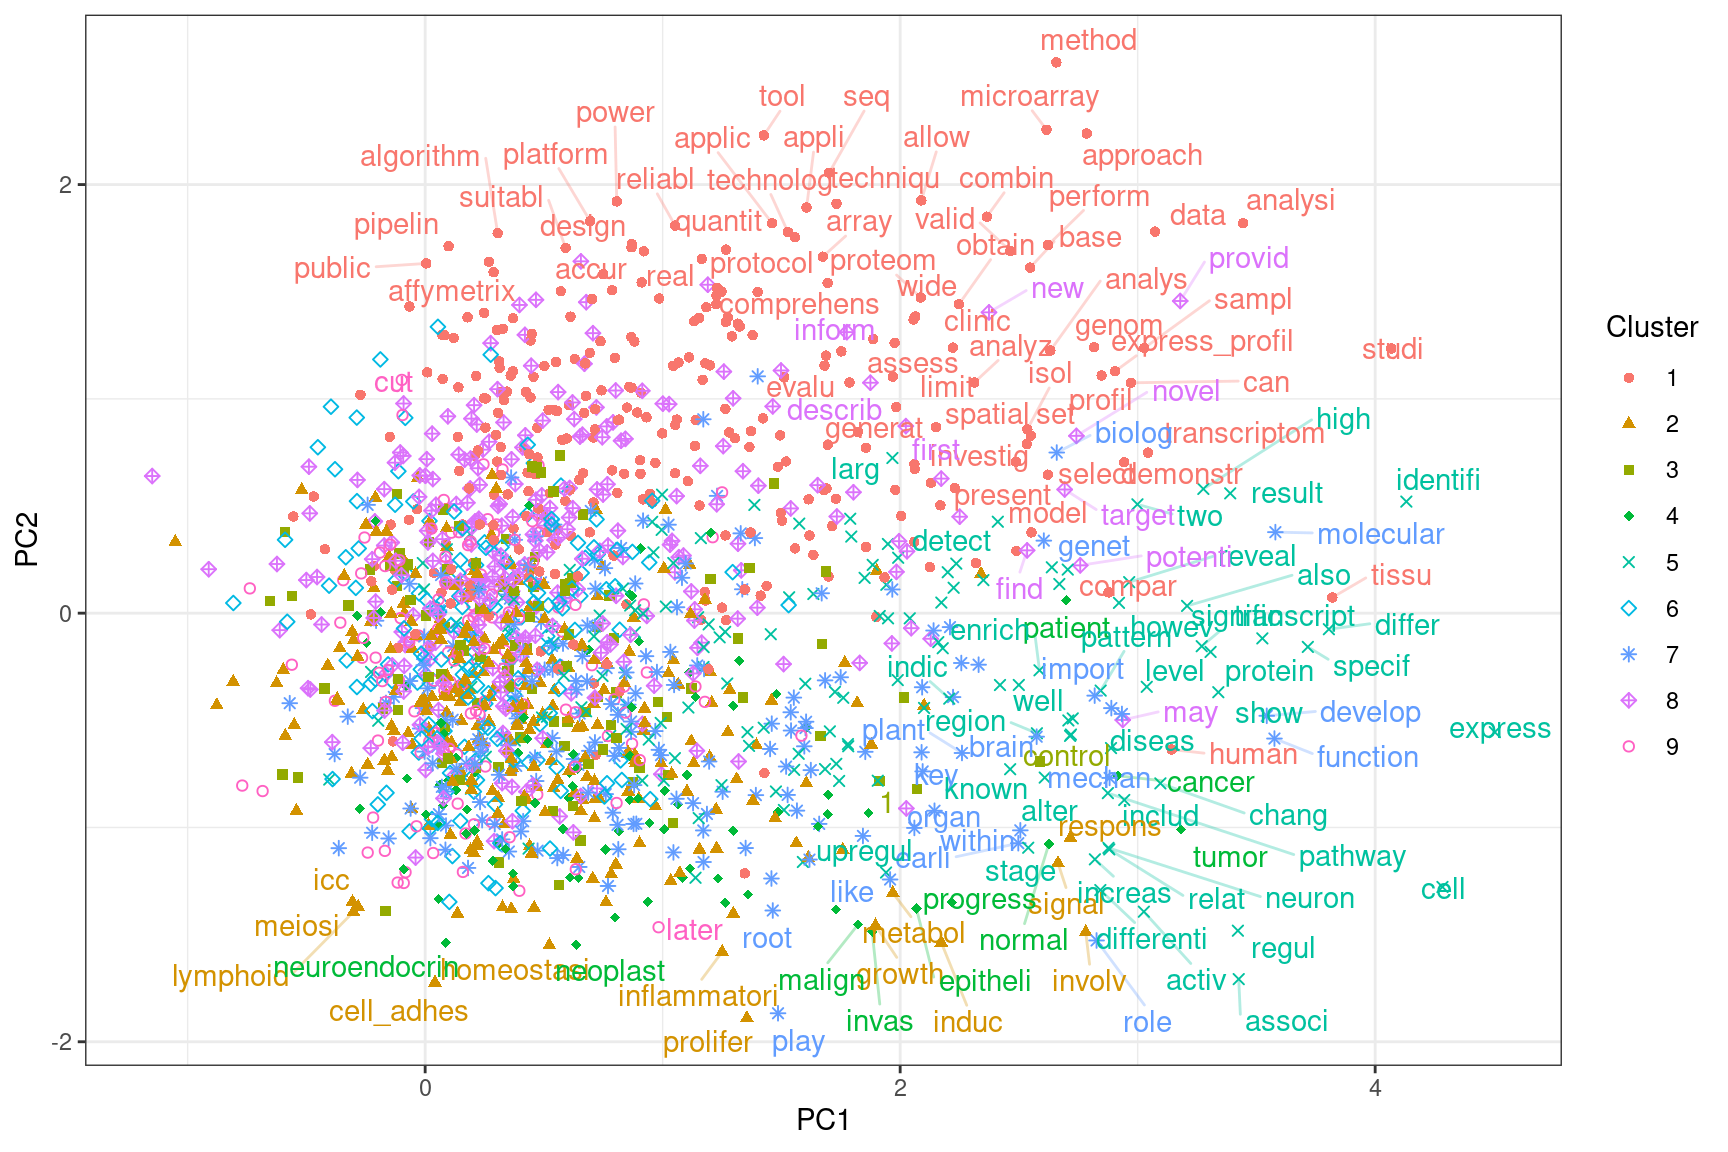 method
tool
seq
microarray
power
applic
appli
allow
approach
algorithm
platform
reliabl
technolog
techniqu
combin
suitabl
perform
analysi
pipelin
design
quantit
array
valid
data
public
accur
real
protocol
proteom
obtain
base
provid
affymetrix
comprehens
wide
new
analys
sampl
inform
clinic
genom
studi
assess
analyz
express_profil
cut
evalu
limit
isol
can
describ
spatial
set
profil
novel
high
generat
first
investig
biolog
transcriptom
larg
select
demonstr
identifi
present
result
model
target
two
detect
genet
potenti
reveal
molecular
find
compar
also
tissu
enrich
patient
pattern
howev
signific
transcript
differ
indic
import
level
protein
specif
well
region
may
show
develop
express
plant
brain
control
diseas
human
function
key
known
mechan
cancer
1
organ
alter
includ
chang
within
respons
upregul
earli
stage
tumor
pathway
icc
like
progress
signal
increas
relat
neuron
cell
meiosi
later
root
metabol
normal
differenti
regul
lymphoid
neuroendocrin
homeostasi
neoplast
inflammatori
malign
growth
epitheli
involv
activ
cell_adhes
prolifer
play
invas
induc
role
associ
2
0
-2
0
2
4
PC1
PC2
Cluster
1
2
3
4
5
6
7
8
9